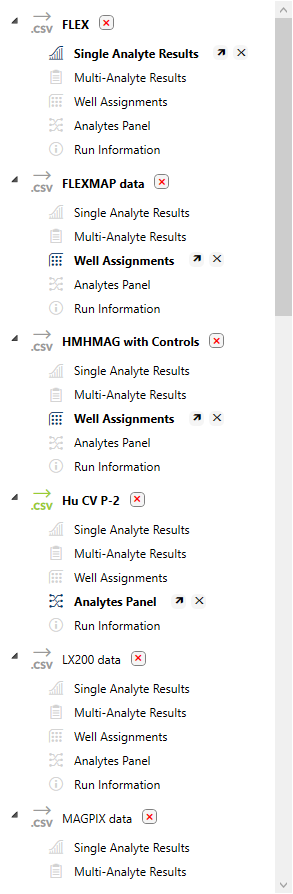 .CSV FLEX
Single Analyte Results
Multi-Analyte Results
Well Assignments
Analytes Panel
Run Information
.CSV FLEXMAP data
Single Analyte Results
Multi-Analyte Results
Well Assignments
Analytes Panel
Run Information
.CSV HMHMAG with Controls
Single Analyte Results
Multi-Analyte Results
Well Assignments
Analytes Panel
Run Information
.CSV Hu CV P-2
Single Analyte Results
Multi-Analyte Results
Well Assignments
Analytes Panel
Run Information
.CSV LX200 data
Single Analyte Results
Multi-Analyte Results
Well Assignments
Analytes Panel
Run Information
.CSV MAGPIX data
Single Analyte Results
Multi-Analyte Results